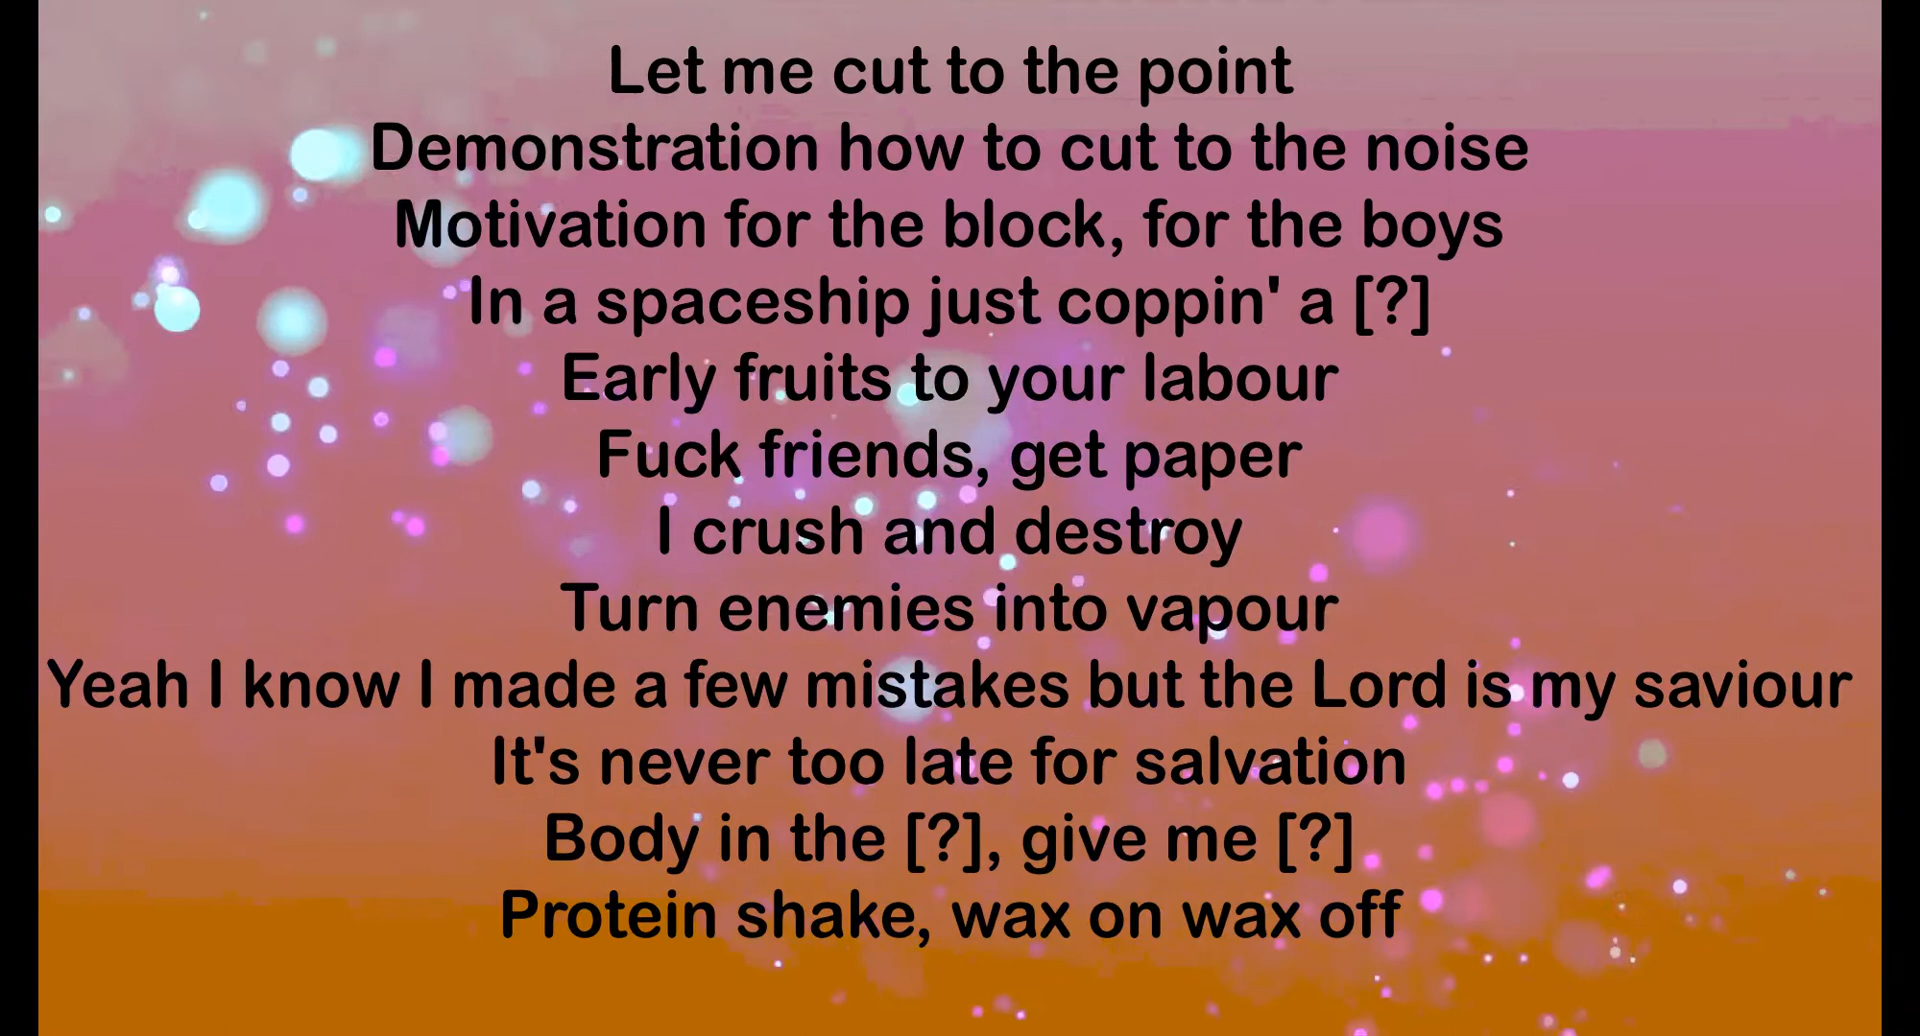 Let me cut to the point
Demonstration how to cut to the noise
Motivation for the block, for the boys
In a spaceship just coppin' a [?]
Early fruits to your labour
Fuck friends, get paper
I crush and destroy
Turn enemies into vapour
Yeah I know I made a few mistakes but the Lord is my saviour
It's never too late for salvation
Body in the [?], give me [?]
Protein shake, wax on wax off